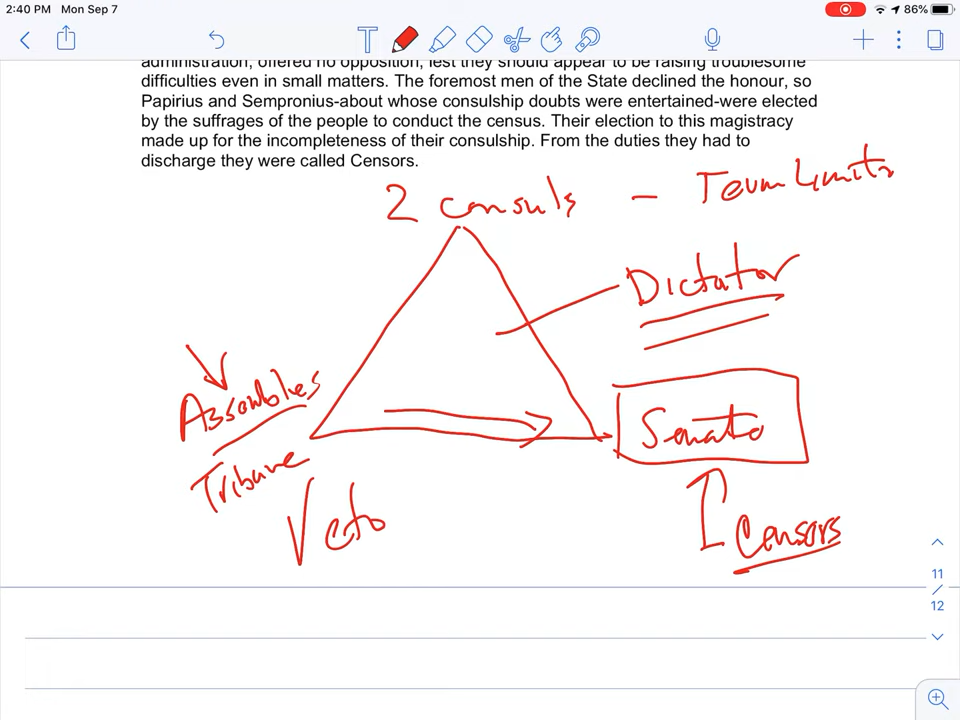 2:40 PM Mon Sep 7
86%
T
administration, offered no opposition, lest they should appear to be raising troublesome
difficulties even in small matters. The foremost men of the State declined the honour, so
Papirius and Sempronius-about whose consulship doubts were entertained-were elected
by the suffrages of the people to conduct the census. Their election to this magistracy
made up for the incompleteness of their consulship. From the duties they had to
discharge they were called Censors.
2 consuls - Term Limits
Dictator
Assemblies
Senate
Tribune
Veto
Censors
11
/
12